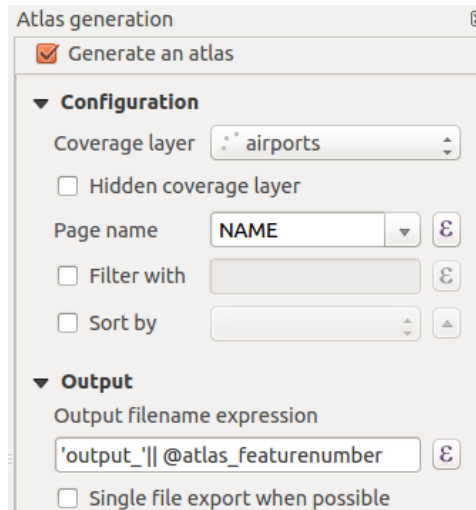 Atlas generation
Generate an atlas
Configuration
Coverage layer airports
Hidden coverage layer
Page name NAME ε
Filter with ε
Sort by
Output
Output filename expression
'output_'|| @atlas_featurenumber ε
Single file export when possible